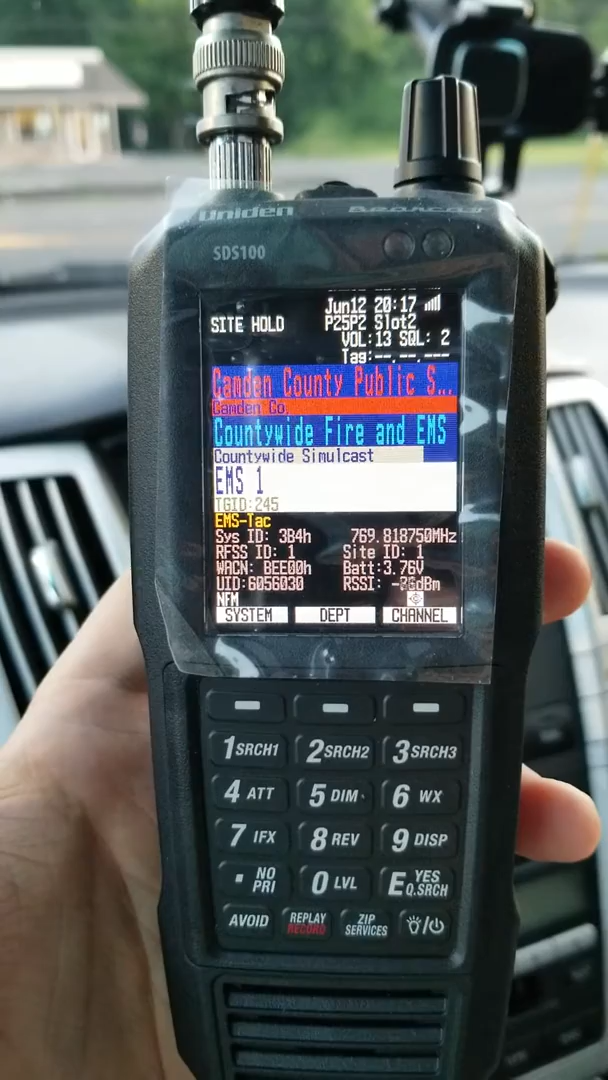 Uniden Bearcat
SDS100
Jun12 20:17
SITE HOLD P25P2 Slot2
VOL:13 SQL: 2
Tag:--.--.---
Camden County Public S...
Camden Co
Countywide Fire and EMS
Countywide Simulcast
EMS 1
TGID:245
EMS-Tac
Sys ID: 3B4h 769.818750MHz
RFSS ID: 1 Site ID: 1
WACN: BEE00h Batt:3.76V
UID:6056030 RSSI:
NFM
SYSTEM DEPT CHANNEL
1 SRCH1 2 SRCH2 3 SRCH3
4 ATT 5 DIM 6 WX
7 IFX 8 REV 9 DISP
. NO PRI 0 LVL E YES Q.SRCH
AVOID REPLAY RECORD ZIP SERVICES